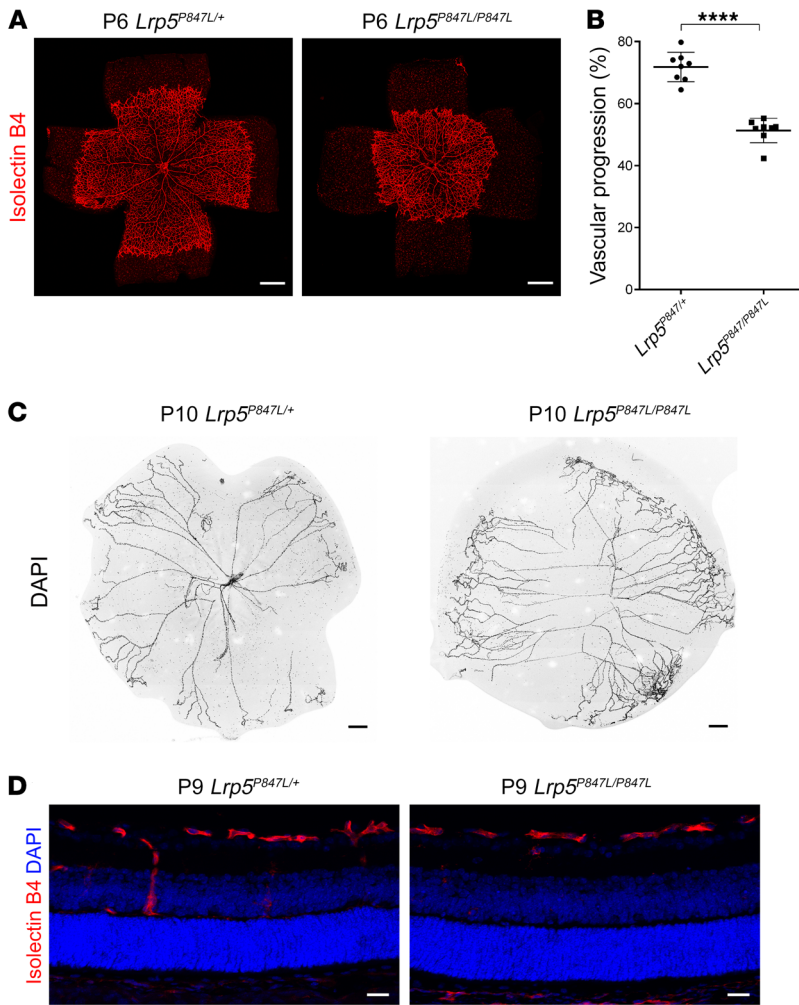 A
P6 Lrp5P847L/+
P6 Lrp5P847L/P847L
Isolectin B4
B
****
Vascular progression (%)
80
60
40
20
0
Lrp5P847/+
Lrp5P847/P847L
C
P10 Lrp5P847L/+
P10 Lrp5P847L/P847L
DAPI
D
P9 Lrp5P847L/+
P9 Lrp5P847L/P847L
Isolectin B4 DAPI